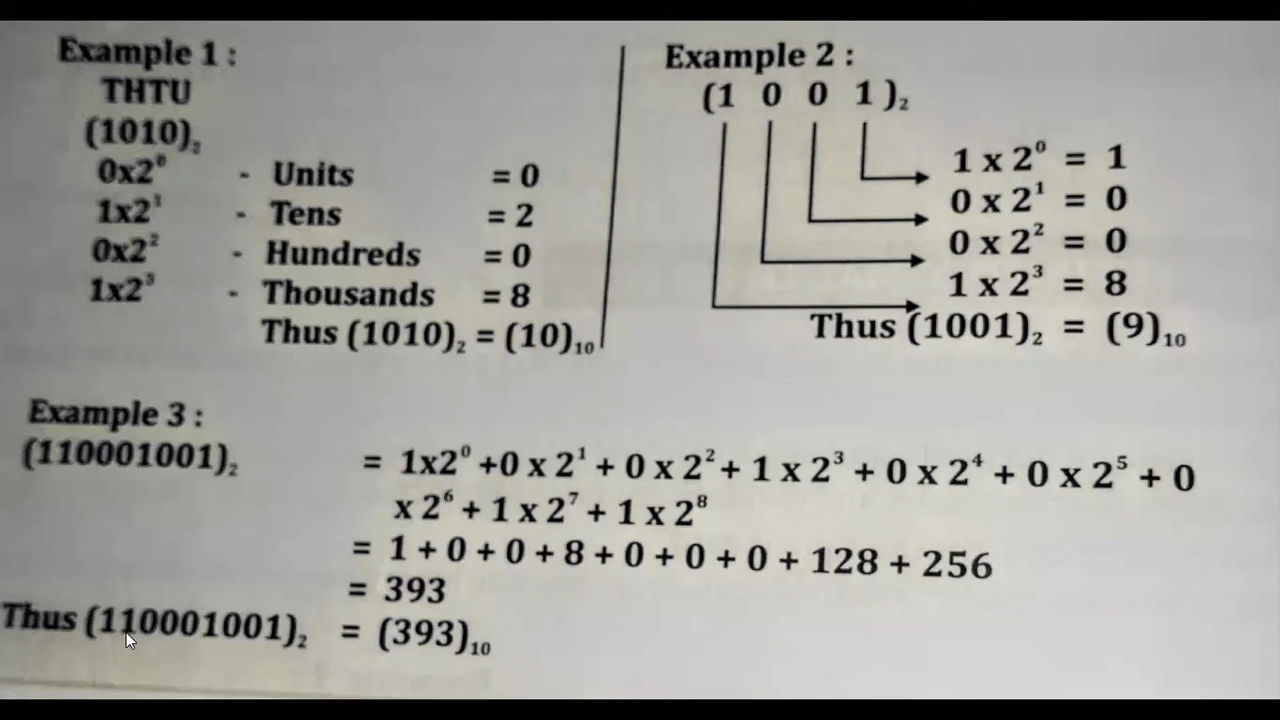 Example 1 :
THTU
(1010)₂
0x2⁰ - Units = 0
1x2¹ - Tens = 2
0x2² - Hundreds = 0
1x2³ - Thousands = 8
Thus (1010)₂ = (10)₁₀
Example 2 :
(1 0 0 1 )₂
1 x 2⁰ = 1
0 x 2¹ = 0
0 x 2² = 0
1 x 2³ = 8
Thus (1001)₂ = (9)₁₀
Example 3 :
(110001001)₂ = 1x2⁰ +0 x 2¹ + 0 x 2² + 1 x 2³ + 0 x 2⁴ + 0 x 2⁵ + 0
x 2⁶ + 1 x 2⁷ + 1 x 2⁸
= 1 + 0 + 0 + 8 + 0 + 0 + 0 + 128 + 256
= 393
Thus (110001001)₂ = (393)₁₀